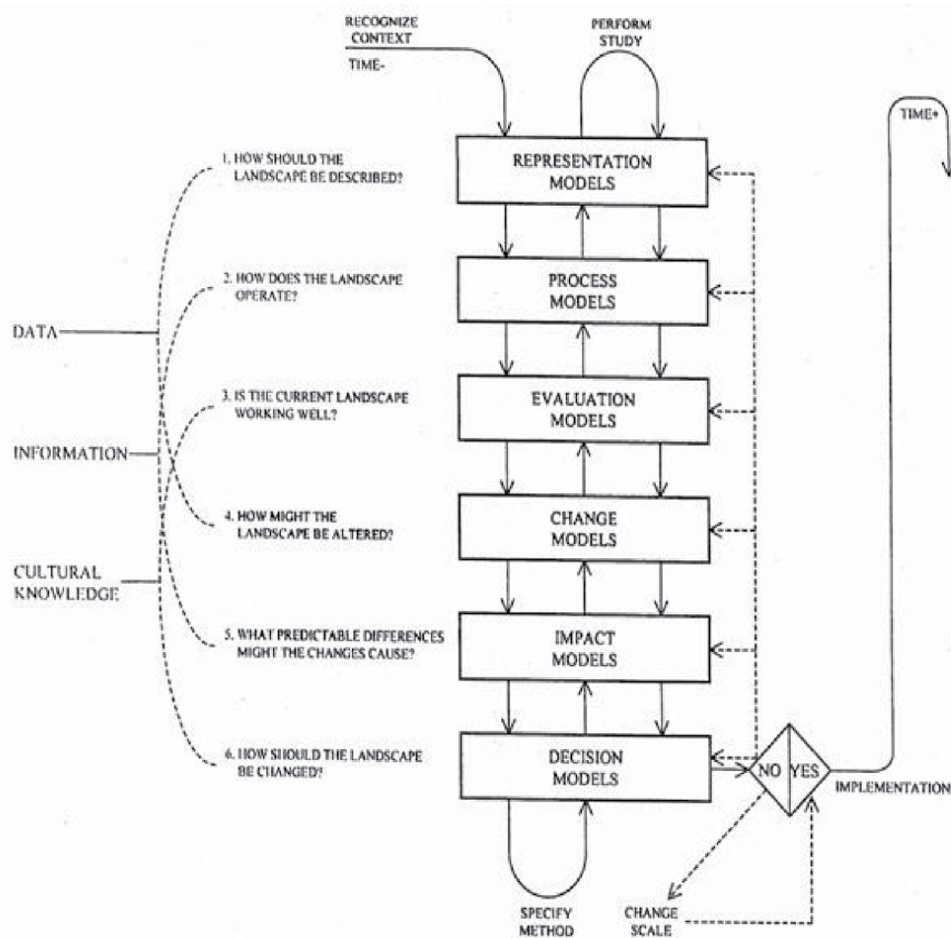 RECOGNIZE
CONTEXT
TIME-
PERFORM
STUDY
TIME+
1. HOW SHOULD THE
LANDSCAPE BE DESCRIBED?
REPRESENTATION
MODELS
2. HOW DOES THE LANDSCAPE
OPERATE?
PROCESS
MODELS
DATA
3. IS THE CURRENT LANDSCAPE
WORKING WELL?
EVALUATION
MODELS
INFORMATION
4. HOW MIGHT THE
LANDSCAPE BE ALTERED?
CHANGE
MODELS
CULTURAL
KNOWLEDGE
5. WHAT PREDICTABLE DIFFERENCES
MIGHT THE CHANGES CAUSE?
IMPACT
MODELS
6. HOW SHOULD THE LANDSCAPE
BE CHANGED?
DECISION
MODELS
NO YES
IMPLEMENTATION
SPECIFY
METHOD
CHANGE
SCALE